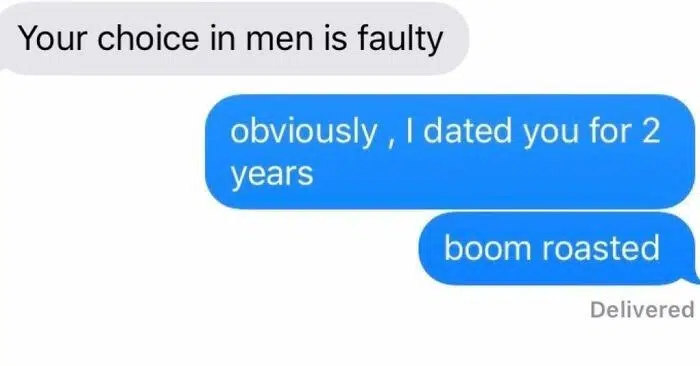 Your choice in men is faulty
obviously , I dated you for 2
years
boom roasted
Delivered